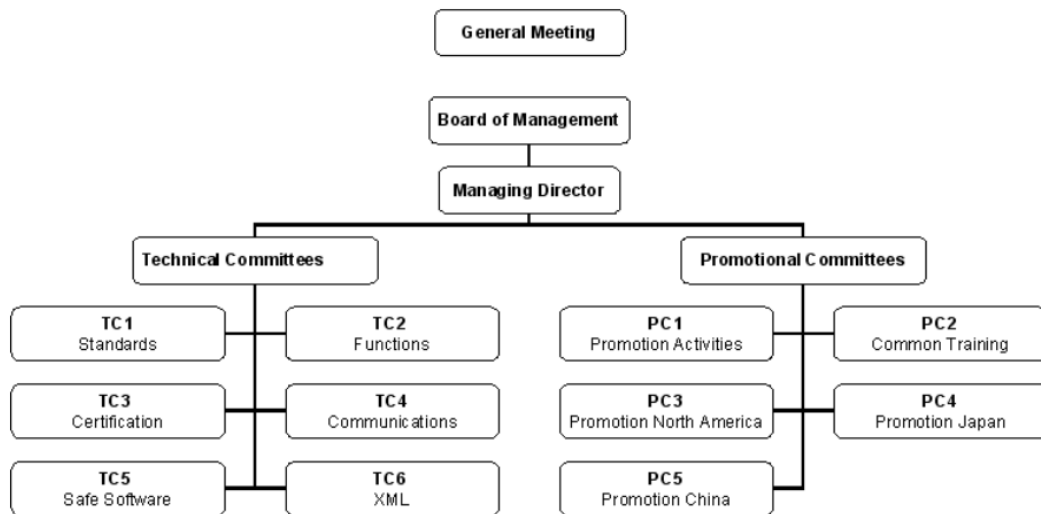 General Meeting
Board of Management
Managing Director
Technical Committees
Promotional Committees
TC1
Standards
TC2
Functions
PC1
Promotion Activities
PC2
Common Training
TC3
Certification
TC4
Communications
PC3
Promotion North America
PC4
Promotion Japan
TC5
Safe Software
TC6
XML
PC5
Promotion China